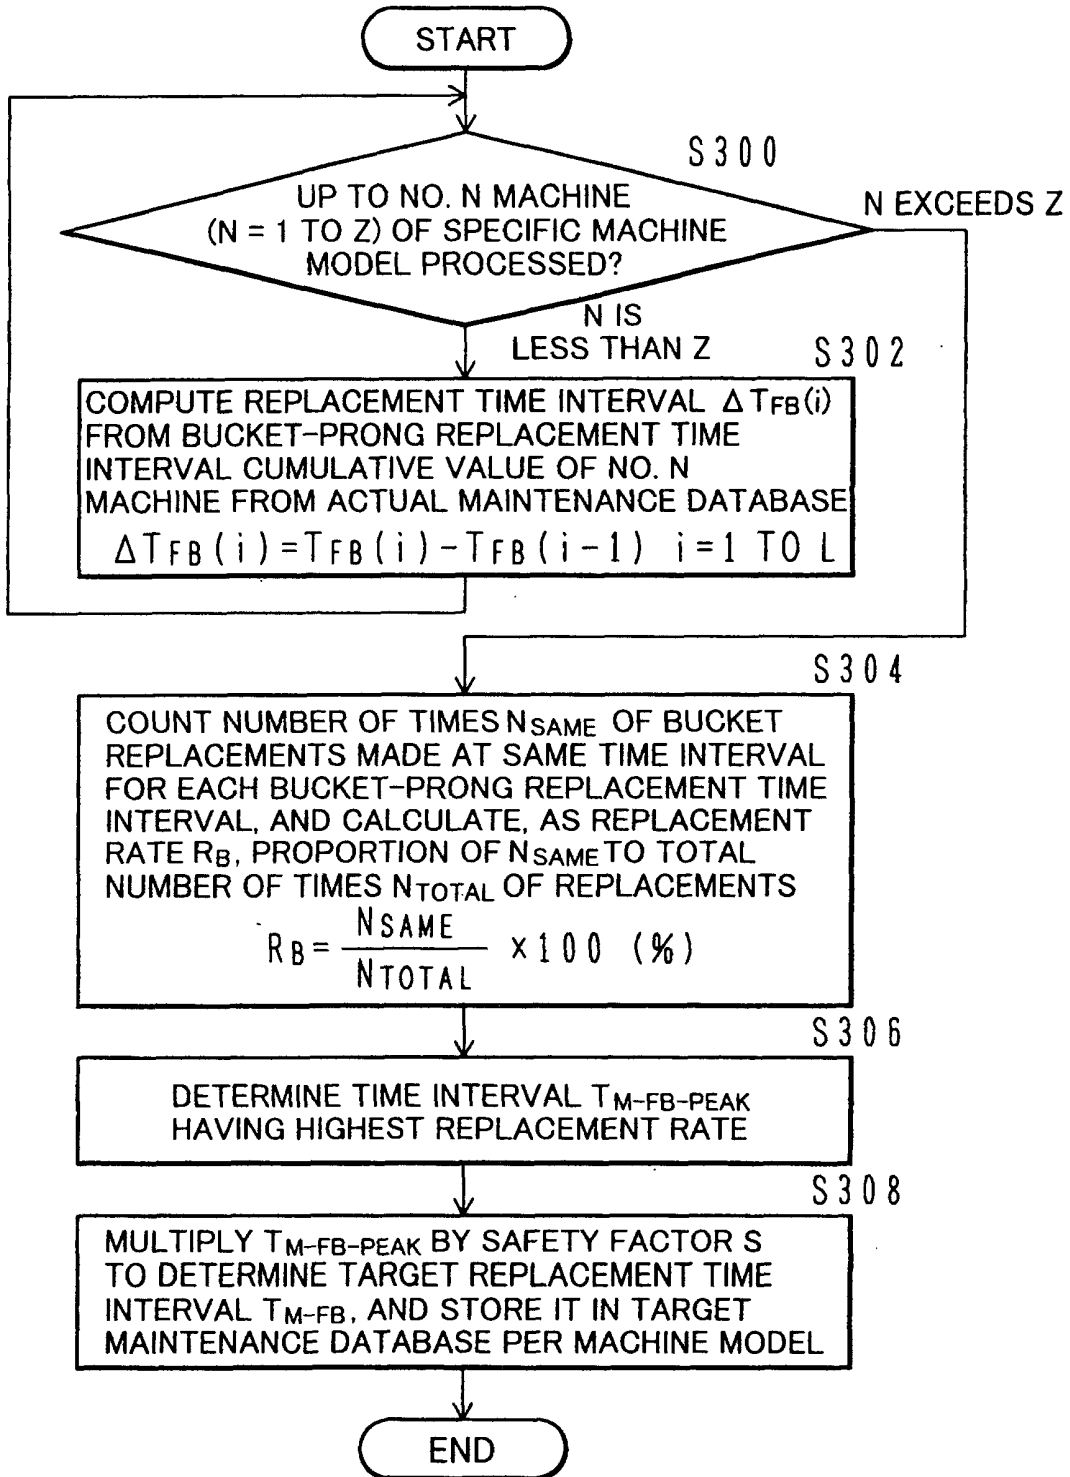 START
S300
UP TO NO. N MACHINE
(N = 1 TO Z) OF SPECIFIC MACHINE
MODEL PROCESSED?
N EXCEEDS Z
N IS
LESS THAN Z
S302
COMPUTE REPLACEMENT TIME INTERVAL ΔTFB(i)
FROM BUCKET-PRONG REPLACEMENT TIME
INTERVAL CUMULATIVE VALUE OF NO. N
MACHINE FROM ACTUAL MAINTENANCE DATABASE
ΔTFB(i)=TFB(i)-TFB(i-1) i=1 TO L
S304
COUNT NUMBER OF TIMES NSAME OF BUCKET
REPLACEMENTS MADE AT SAME TIME INTERVAL
FOR EACH BUCKET-PRONG REPLACEMENT TIME
INTERVAL, AND CALCULATE, AS REPLACEMENT
RATE RB, PROPORTION OF NSAME TO TOTAL
NUMBER OF TIMES NTOTAL OF REPLACEMENTS
RB= NSAME / NTOTAL ×100 (%)
S306
DETERMINE TIME INTERVAL TM-FB-PEAK
HAVING HIGHEST REPLACEMENT RATE
S308
MULTIPLY TM-FB-PEAK BY SAFETY FACTOR S
TO DETERMINE TARGET REPLACEMENT TIME
INTERVAL TM-FB, AND STORE IT IN TARGET
MAINTENANCE DATABASE PER MACHINE MODEL
END